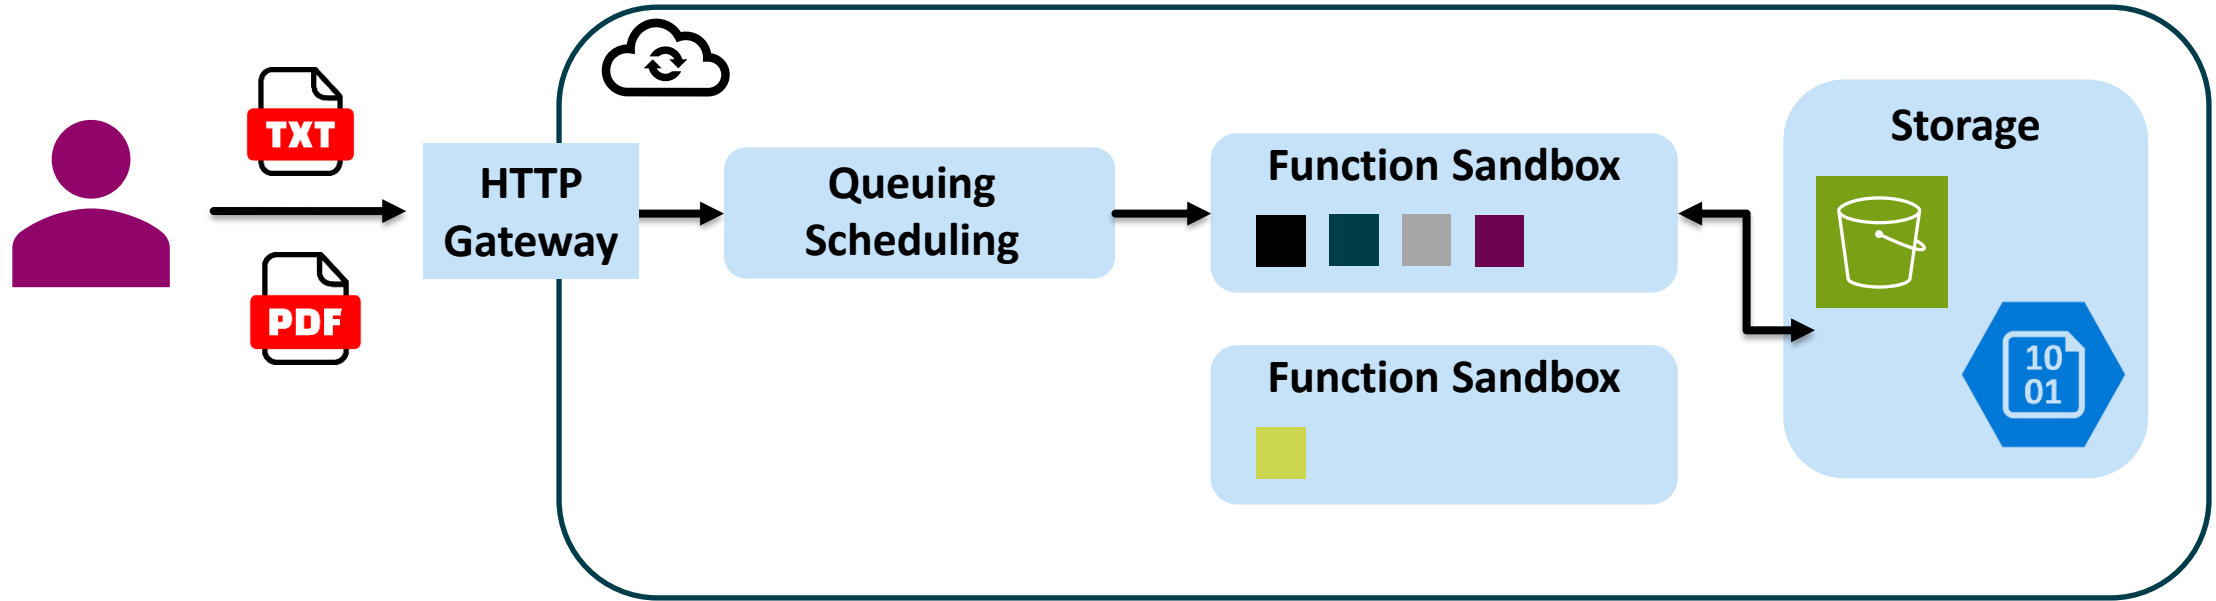 TXT
PDF
HTTP
Gateway
Queuing
Scheduling
Function Sandbox
Function Sandbox
Storage
10
01